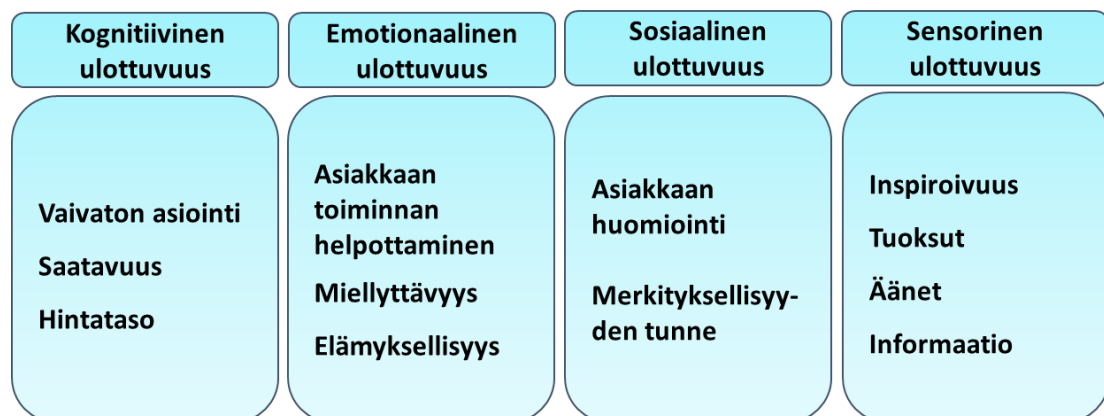 Kognitiivinen
ulottuvuus
Emotionaalinen
ulottuvuus
Sosiaalinen
ulottuvuus
Sensorinen
ulottuvuus
Vaivaton asiointi
Saatavuus
Hintataso
Asiakkaan
toiminnan
helpottaminen
Miellyttävyys
Elämyksellisyys
Asiakkaan
huomiointi
Merkityksellisyy-
den tunne
Inspiroivuus
Tuoksut
Äänet
Informaatio